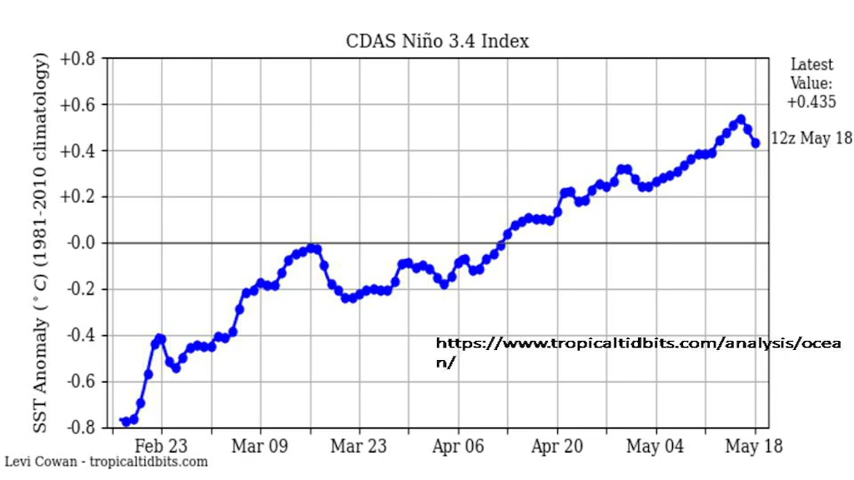 CDAS Niño 3.4 Index
SST Anomaly (°C) (1981-2010 climatology)
+0.8
+0.6
+0.4
+0.2
-0.0
-0.2
-0.4
-0.6
-0.8
Latest
Value:
+0.435
12z May 18
https://www.tropicaltidbits.com/analysis/ocea
n/
Feb 23
Mar 09
Mar 23
Apr 06
Apr 20
May 04
May 18
Levi Cowan - tropicaltidbits.com